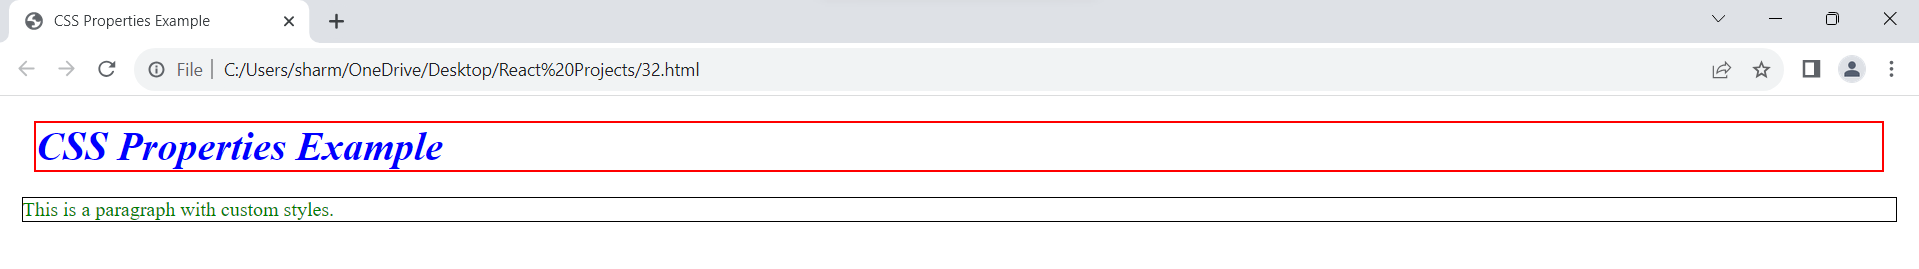 CSS Properties Example
File | C:/Users/sharm/OneDrive/Desktop/React%20Projects/32.html
CSS Properties Example
This is a paragraph with custom styles.